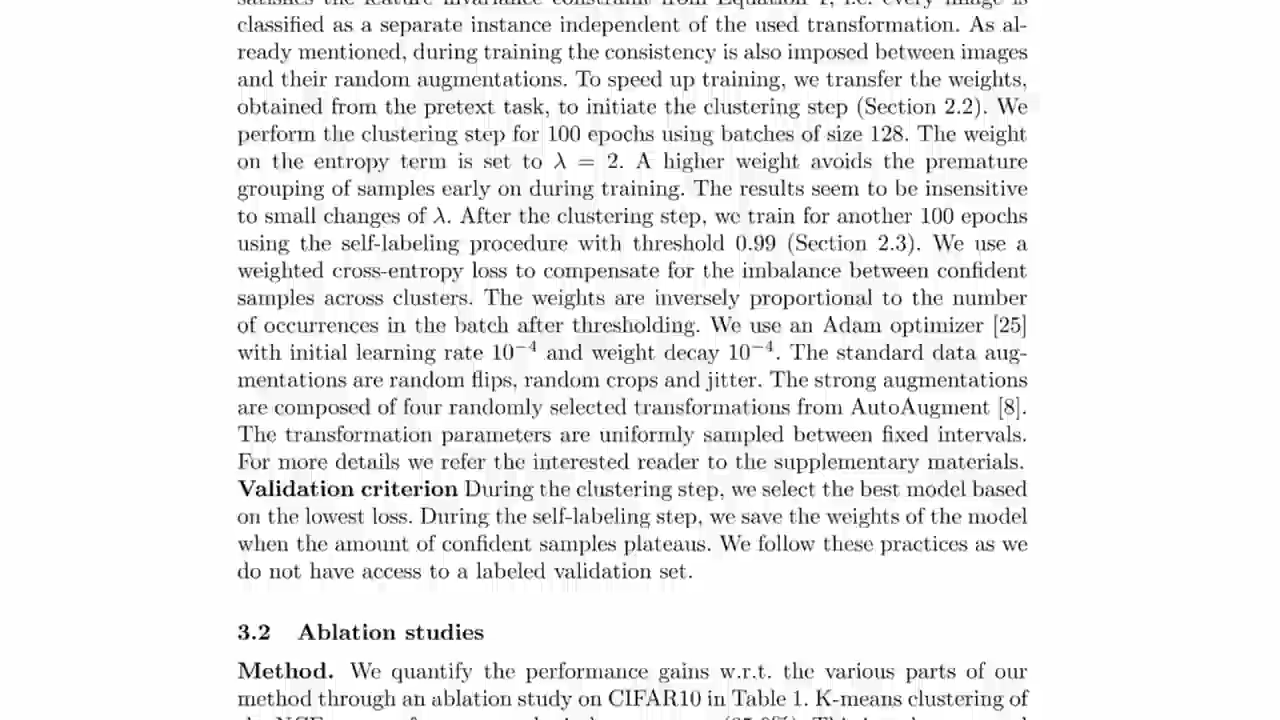 satisfies the feature invariance constraint from Equation 1, i.e. every image is
classified as a separate instance independent of the used transformation. As al-
ready mentioned, during training the consistency is also imposed between images
and their random augmentations. To speed up training, we transfer the weights,
obtained from the pretext task, to initiate the clustering step (Section 2.2). We
perform the clustering step for 100 epochs using batches of size 128. The weight
on the entropy term is set to λ = 2. A higher weight avoids the premature
grouping of samples early on during training. The results seem to be insensitive
to small changes of λ. After the clustering step, we train for another 100 epochs
using the self-labeling procedure with threshold 0.99 (Section 2.3). We use a
weighted cross-entropy loss to compensate for the imbalance between confident
samples across clusters. The weights are inversely proportional to the number
of occurrences in the batch after thresholding. We use an Adam optimizer [25]
with initial learning rate 10⁻⁴ and weight decay 10⁻⁴. The standard data aug-
mentations are random flips, random crops and jitter. The strong augmentations
are composed of four randomly selected transformations from AutoAugment [8].
The transformation parameters are uniformly sampled between fixed intervals.
For more details we refer the interested reader to the supplementary materials.
Validation criterion During the clustering step, we select the best model based
on the lowest loss. During the self-labeling step, we save the weights of the model
when the amount of confident samples plateaus. We follow these practices as we
do not have access to a labeled validation set.
3.2 Ablation studies
Method. We quantify the performance gains w.r.t. the various parts of our
method through an ablation study on CIFAR10 in Table 1. K-means clustering of